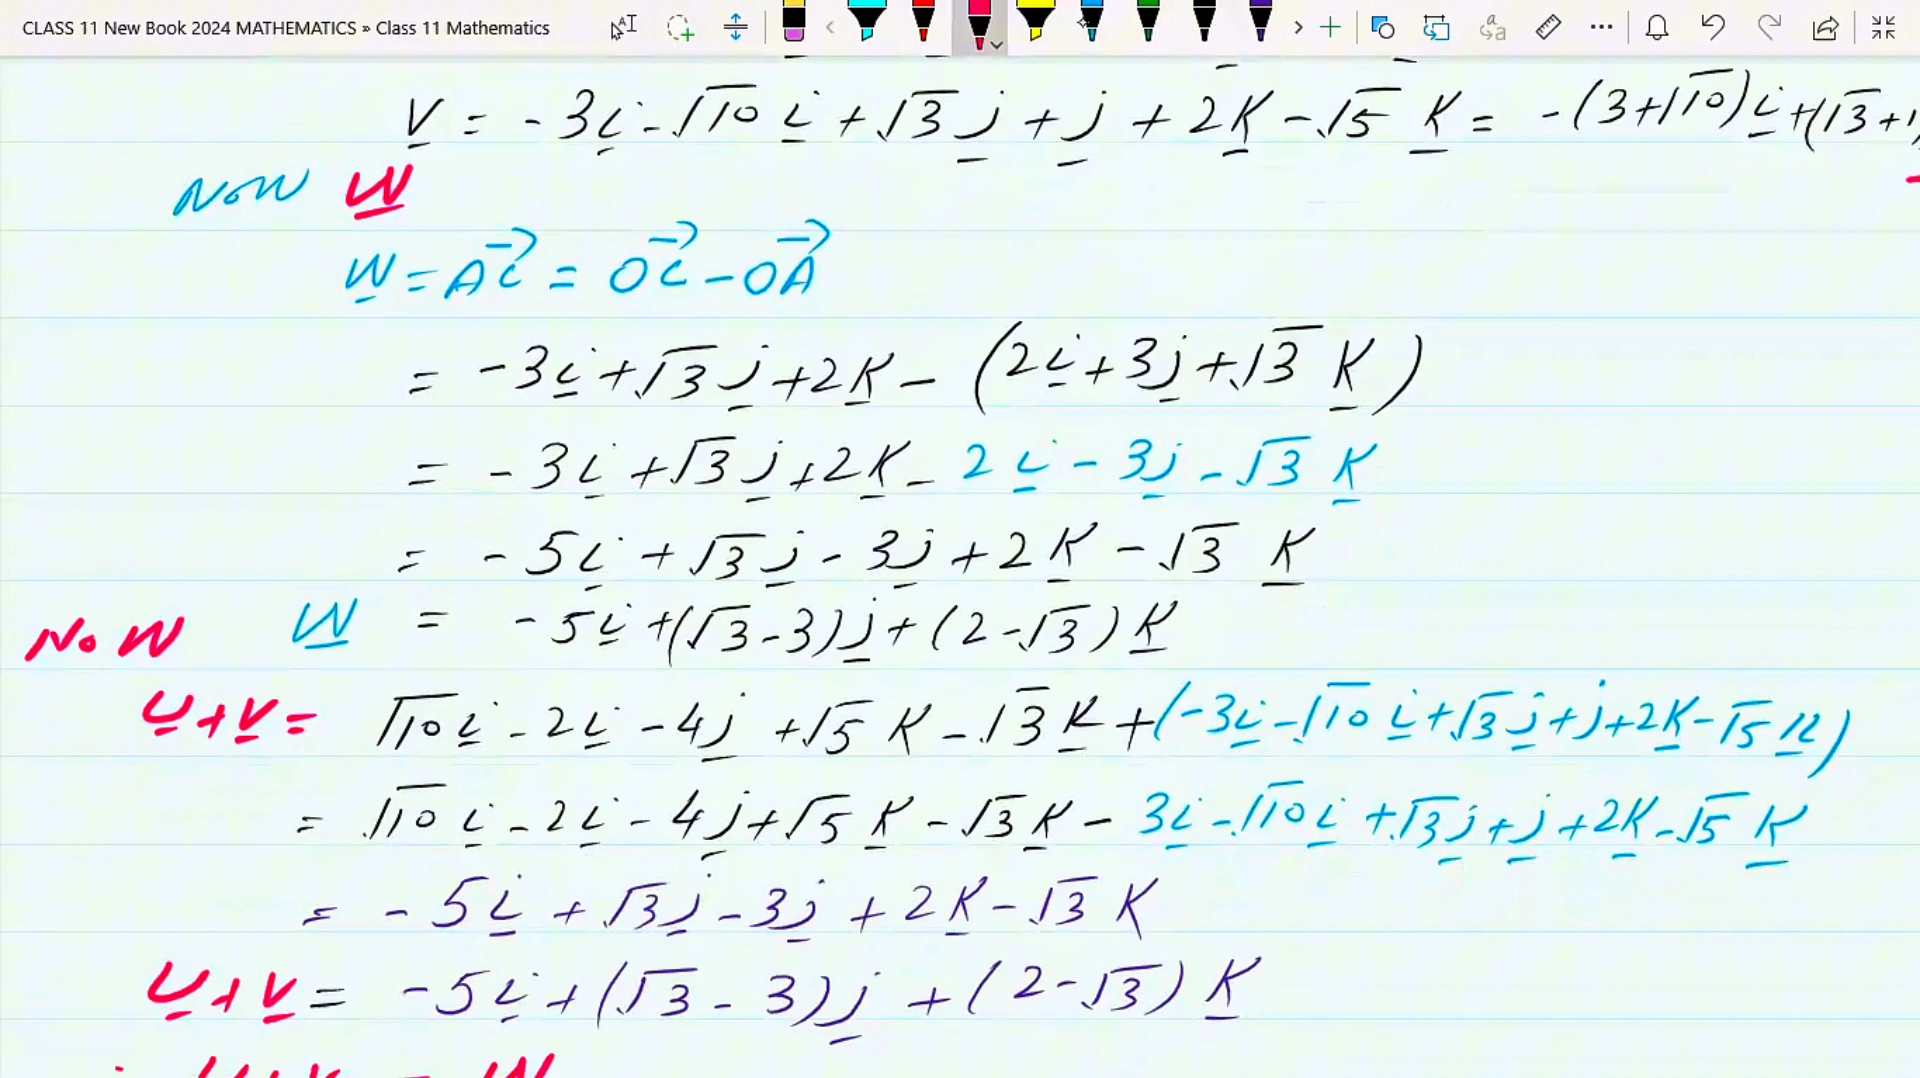 CLASS 11 New Book 2024 MATHEMATICS » Class 11 Mathematics
V = -3i - √10 i + √3 j + j + 2K - √5 K = -(3+√10)i + (√3+1
NOW W
W = AC = OC - OA
= -3i + √3 j + 2K - (2i + 3j + √3 K)
= -3i + √3 j + 2K - 2i - 3j - √3 K
= -5i + √3 j - 3j + 2K - √3 K
NOW W = -5i + (√3 - 3)j + (2 - √3)K
U + V = √10 i - 2i - 4j + √5 K - √3 K + (-3i - √10 i + √3 j + j + 2K - √5 K)
= √10 i - 2i - 4j + √5 K - √3 K - 3i - √10 i + √3 j + j + 2K - √5 K
= -5i + √3 j - 3j + 2K - √3 K
U + V = -5i + (√3 - 3)j + (2 - √3)K